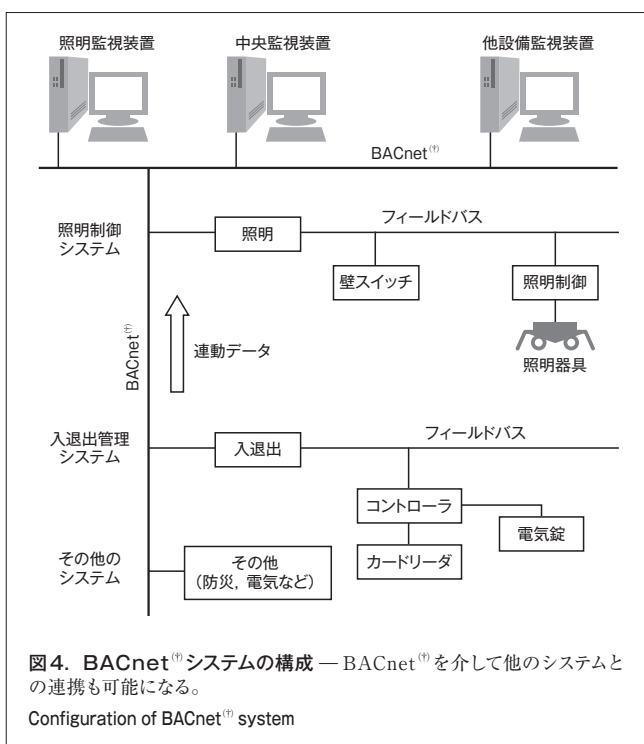 照明監視装置
中央監視装置
他設備監視装置
BACnet(†)
フィールドバス
照明制御
システム
照明
壁スイッチ
照明制御
照明器具
BACnet(†)
連動データ
フィールドバス
入退出管理
システム
入退出
コントローラ
電気錠
カードリーダ
その他の
システム
その他
(防災, 電気など)
図4. BACnet(†)システムの構成 — BACnet(†)を介して他のシステムと
の連携も可能になる。
Configuration of BACnet(†) system